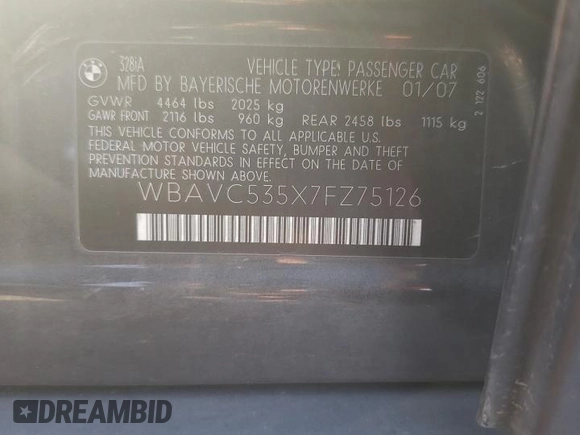 BMW
328iA
VEHICLE TYPE: PASSENGER CAR
MFD BY BAYERISCHE MOTORENWERKE 01/07
GVWR 4464 lbs 2025 kg
GAWR FRONT 2116 lbs 960 kg REAR 2458 lbs 1115 kg
THIS VEHICLE CONFORMS TO ALL APPLICABLE U.S.
FEDERAL MOTOR VEHICLE SAFETY, BUMPER AND THEFT
PREVENTION STANDARDS IN EFFECT ON THE DATE OF
MANUFACTURE SHOWN ABOVE.
WBAVC535X7FZ75126
2 122 606
DREAMBID